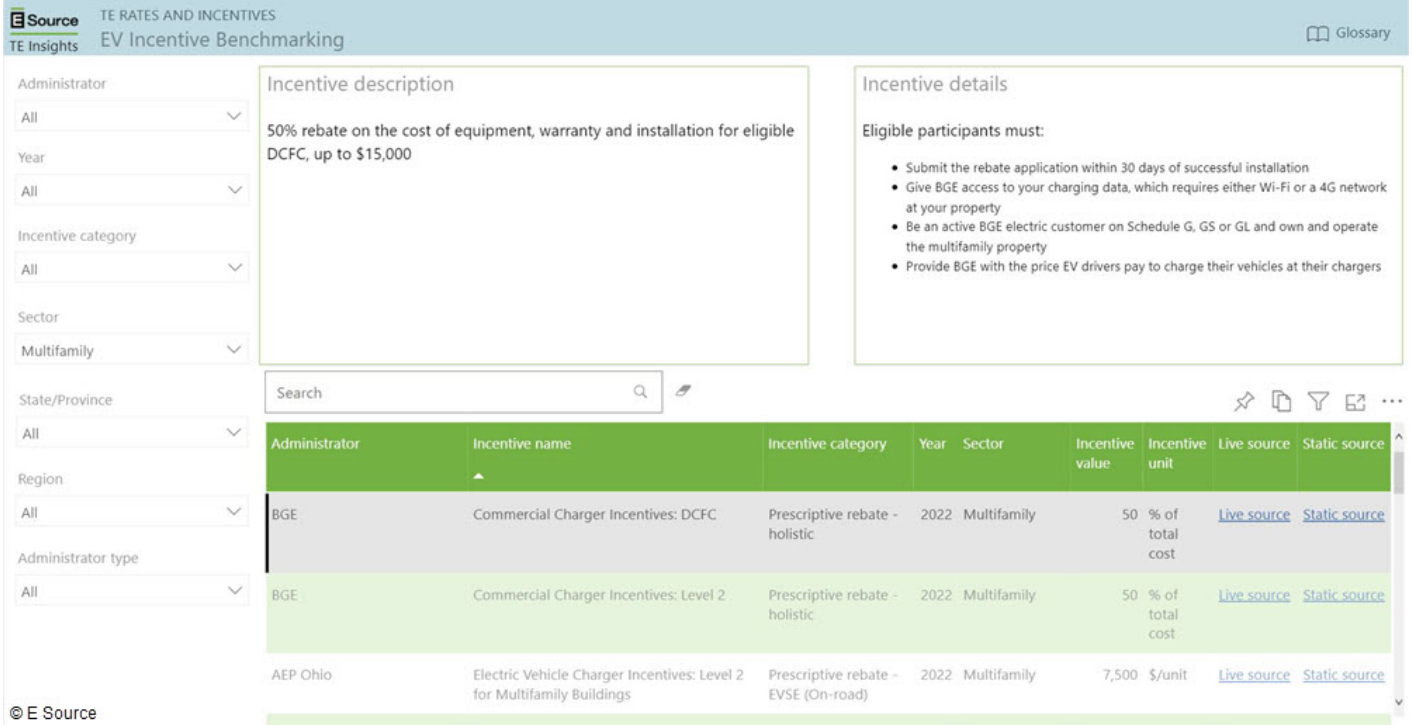 E Source
TE Insights
TE RATES AND INCENTIVES
EV Incentive Benchmarking
Glossary
Administrator
All
Year
All
Incentive category
All
Sector
Multifamily
State/Province
All
Region
All
Administrator type
All
Incentive description
50% rebate on the cost of equipment, warranty and installation for eligible
DCFC, up to $15,000
Incentive details
Eligible participants must:
• Submit the rebate application within 30 days of successful installation
• Give BGE access to your charging data, which requires either Wi-Fi or a 4G network
at your property
• Be an active BGE electric customer on Schedule G, GS or GL and own and operate
the multifamily property
• Provide BGE with the price EV drivers pay to charge their vehicles at their chargers
Search
Administrator Incentive name Incentive category Year Sector Incentive Incentive Live source Static source
value unit
BGE Commercial Charger Incentives: DCFC Prescriptive rebate - 2022 Multifamily 50 % of Live source Static source
holistic total
cost
BGE Commercial Charger Incentives: Level 2 Prescriptive rebate - 2022 Multifamily 50 % of Live source Static source
holistic total
cost
AEP Ohio Electric Vehicle Charger Incentives: Level 2 Prescriptive rebate - 2022 Multifamily 7,500 $/unit Live source Static source
for Multifamily Buildings EVSE (On-road)
© E Source